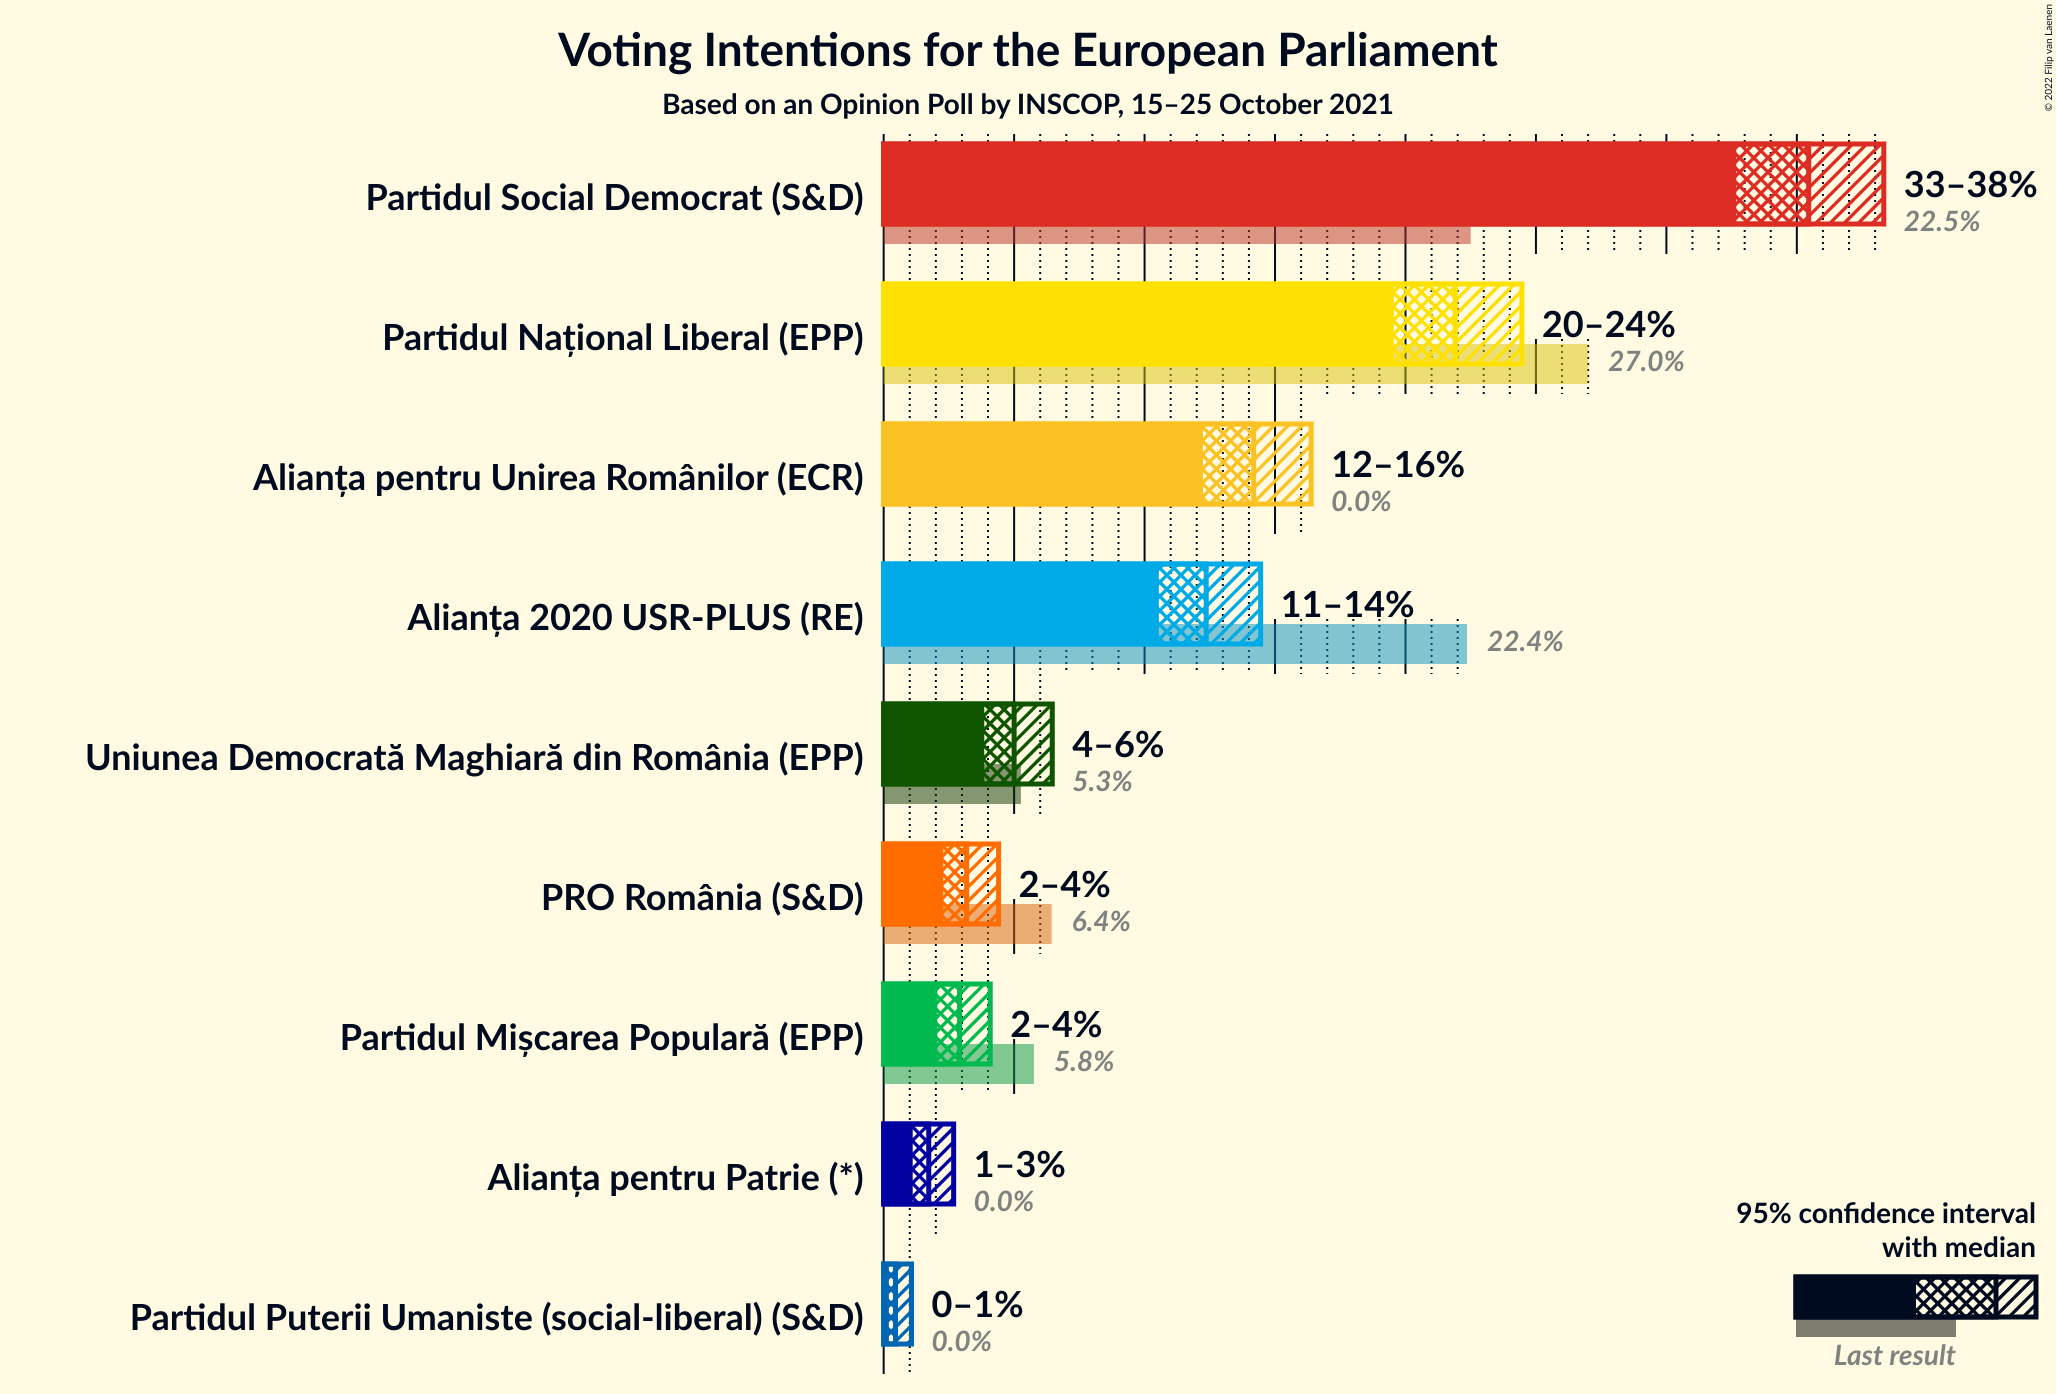 Voting Intentions for the European Parliament
Based on an Opinion Poll by INSCOP, 15–25 October 2021
© 2022 Filip van Laenen
Partidul Social Democrat (S&D)
33–38%
22.5%
Partidul Național Liberal (EPP)
20–24%
27.0%
Alianța pentru Unirea Românilor (ECR)
12–16%
0.0%
Alianța 2020 USR-PLUS (RE)
11–14%
22.4%
Uniunea Democrată Maghiară din România (EPP)
4–6%
5.3%
PRO România (S&D)
2–4%
6.4%
Partidul Mișcarea Populară (EPP)
2–4%
5.8%
Alianța pentru Patrie (*)
1–3%
0.0%
Partidul Puterii Umaniste (social-liberal) (S&D)
0–1%
0.0%
95% confidence interval
with median
Last result